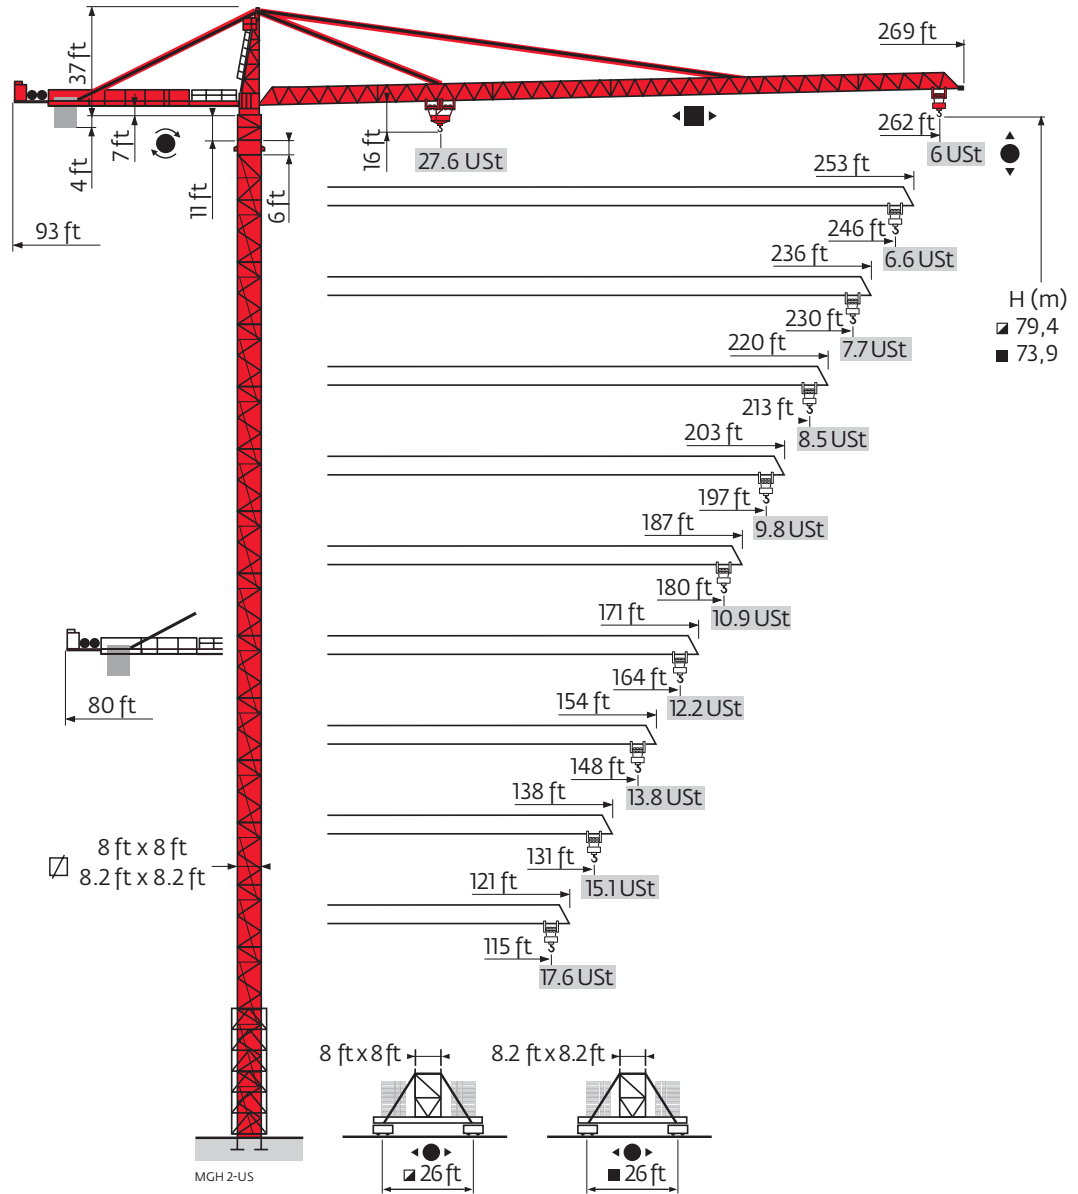 269 ft
37 ft
262 ft
6 USt
4 ft
7 ft
16 ft
27.6 USt
11 ft
6 ft
93 ft
253 ft
246 ft
6.6 USt
236 ft
230 ft
7.7 USt
H (m)
79,4
73,9
220 ft
213 ft
8.5 USt
203 ft
197 ft
9.8 USt
187 ft
180 ft
10.9 USt
171 ft
164 ft
12.2 USt
80 ft
154 ft
148 ft
13.8 USt
138 ft
131 ft
15.1 USt
8 ft x 8 ft
8.2 ft x 8.2 ft
121 ft
115 ft
17.6 USt
8 ft x 8 ft
8.2 ft x 8.2 ft
26 ft
26 ft
MGH 2-US